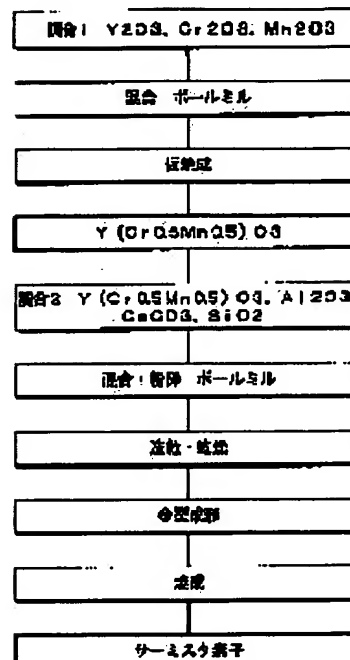 調合1 Y2O3、Cr2O3、Mn2O3
混合 ボールミル
仮焼成
Y(Cr0.5Mn0.5)O3
調合2 Y(Cr0.5Mn0.5)O3、Al2O3
CaCO3、SiO2
混合・粉砕 ボールミル
造粒・乾燥
金型成形
焼成
サーミスタ素子